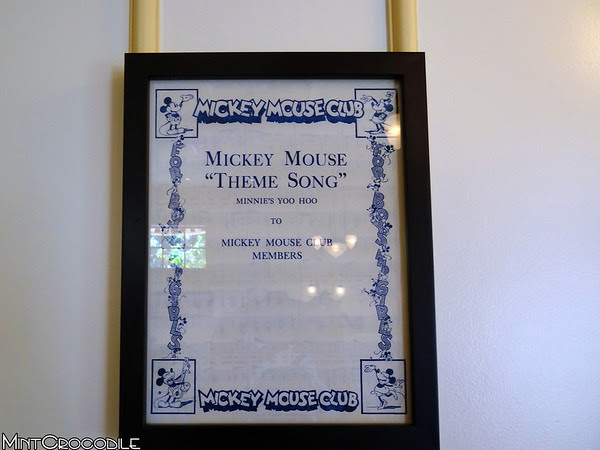 MICKEY MOUSE CLUB
MICKEY MOUSE
"THEME SONG"
MINNIE'S YOO HOO
TO
MICKEY MOUSE CLUB
MEMBERS
FOR BOYS & GIRLS
FOR BOYS & GIRLS
MICKEY MOUSE CLUB
MINTCROCODILE